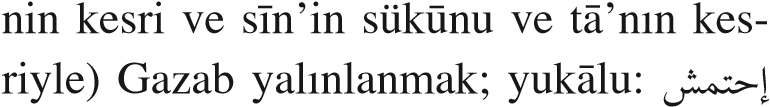 nin kesri ve sīn’in sükūnu ve tā’nın kes-
riyle) Gazab yalınlanmak; yukālu: إحتمش